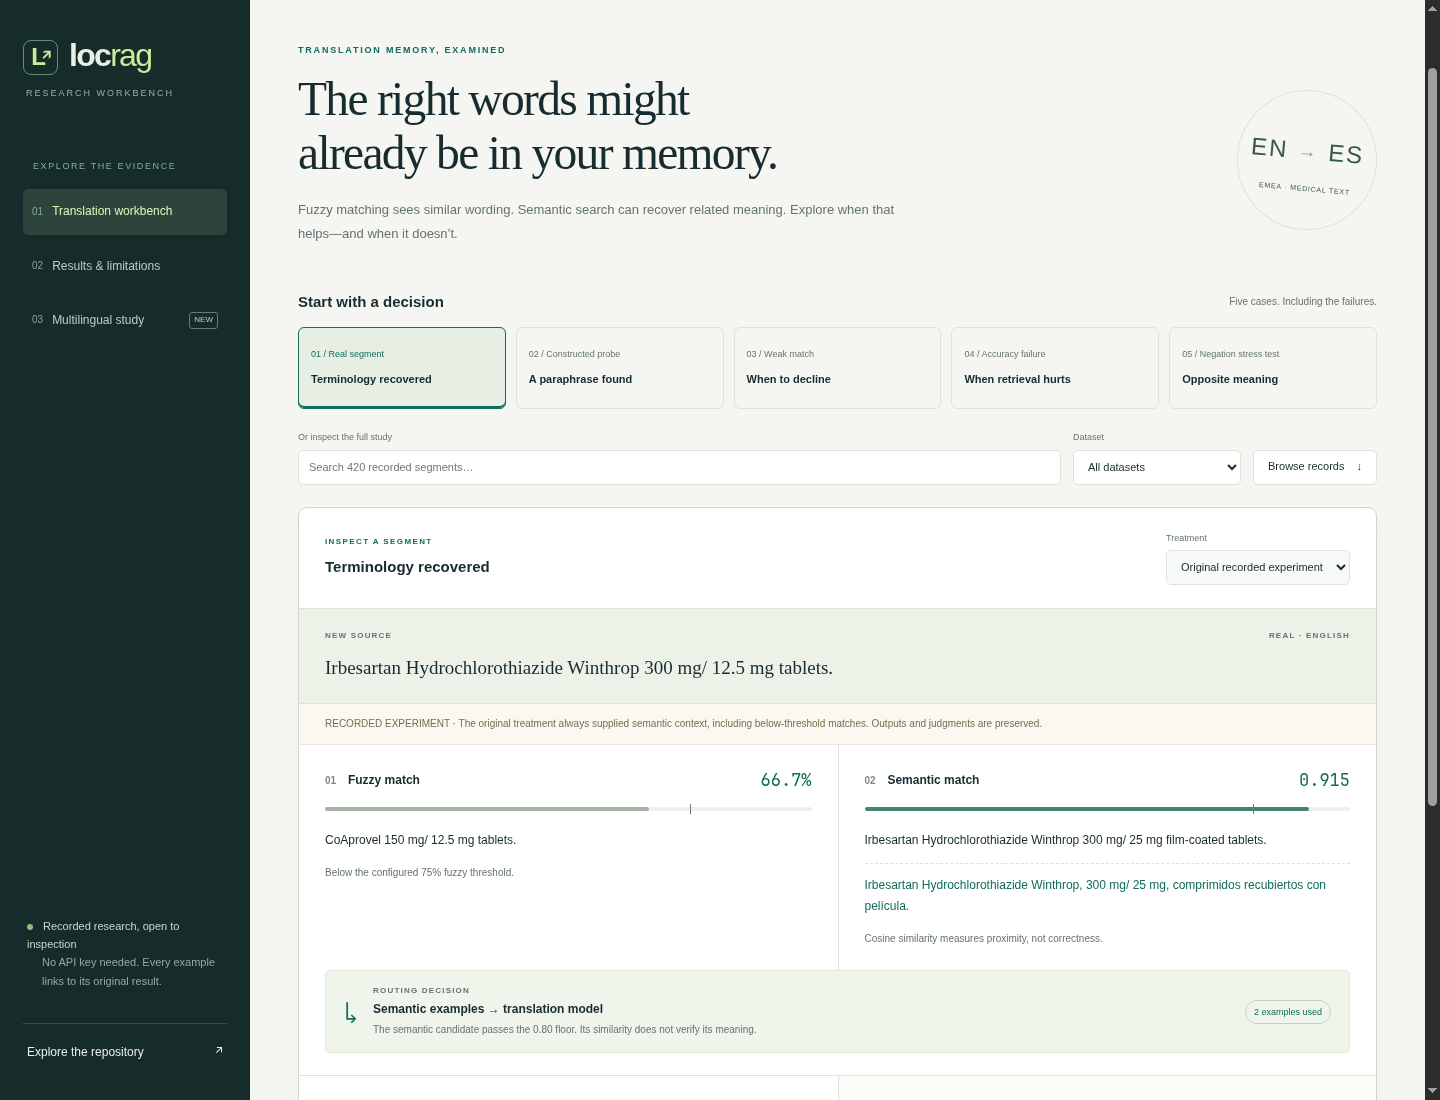 L↗ locrag
RESEARCH WORKBENCH
EXPLORE THE EVIDENCE
01 Translation workbench
02 Results & limitations
03 Multilingual study NEW
Recorded research, open to
inspection
No API key needed. Every example
links to its original result.
Explore the repository ↗
TRANSLATION MEMORY, EXAMINED
The right words might
already be in your memory.
Fuzzy matching sees similar wording. Semantic search can recover related meaning. Explore when that
helps—and when it doesn’t.
EN → ES
EMEA · MEDICAL TEXT
Start with a decision
Five cases. Including the failures.
01 / Real segment
Terminology recovered
02 / Constructed probe
A paraphrase found
03 / Weak match
When to decline
04 / Accuracy failure
When retrieval hurts
05 / Negation stress test
Opposite meaning
Or inspect the full study
Search 420 recorded segments…
Dataset
All datasets
Browse records ↓
INSPECT A SEGMENT
Terminology recovered
Treatment
Original recorded experiment
NEW SOURCE
REAL · ENGLISH
Irbesartan Hydrochlorothiazide Winthrop 300 mg/ 12.5 mg tablets.
RECORDED EXPERIMENT · The original treatment always supplied semantic context, including below-threshold matches. Outputs and judgments are preserved.
01 Fuzzy match 66.7%
CoAprovel 150 mg/ 12.5 mg tablets.
Below the configured 75% fuzzy threshold.
02 Semantic match 0.915
Irbesartan Hydrochlorothiazide Winthrop 300 mg/ 25 mg film-coated tablets.
Irbesartan Hydrochlorothiazide Winthrop, 300 mg/ 25 mg, comprimidos recubiertos con
película.
Cosine similarity measures proximity, not correctness.
ROUTING DECISION
Semantic examples → translation model
The semantic candidate passes the 0.80 floor. Its similarity does not verify its meaning.
2 examples used